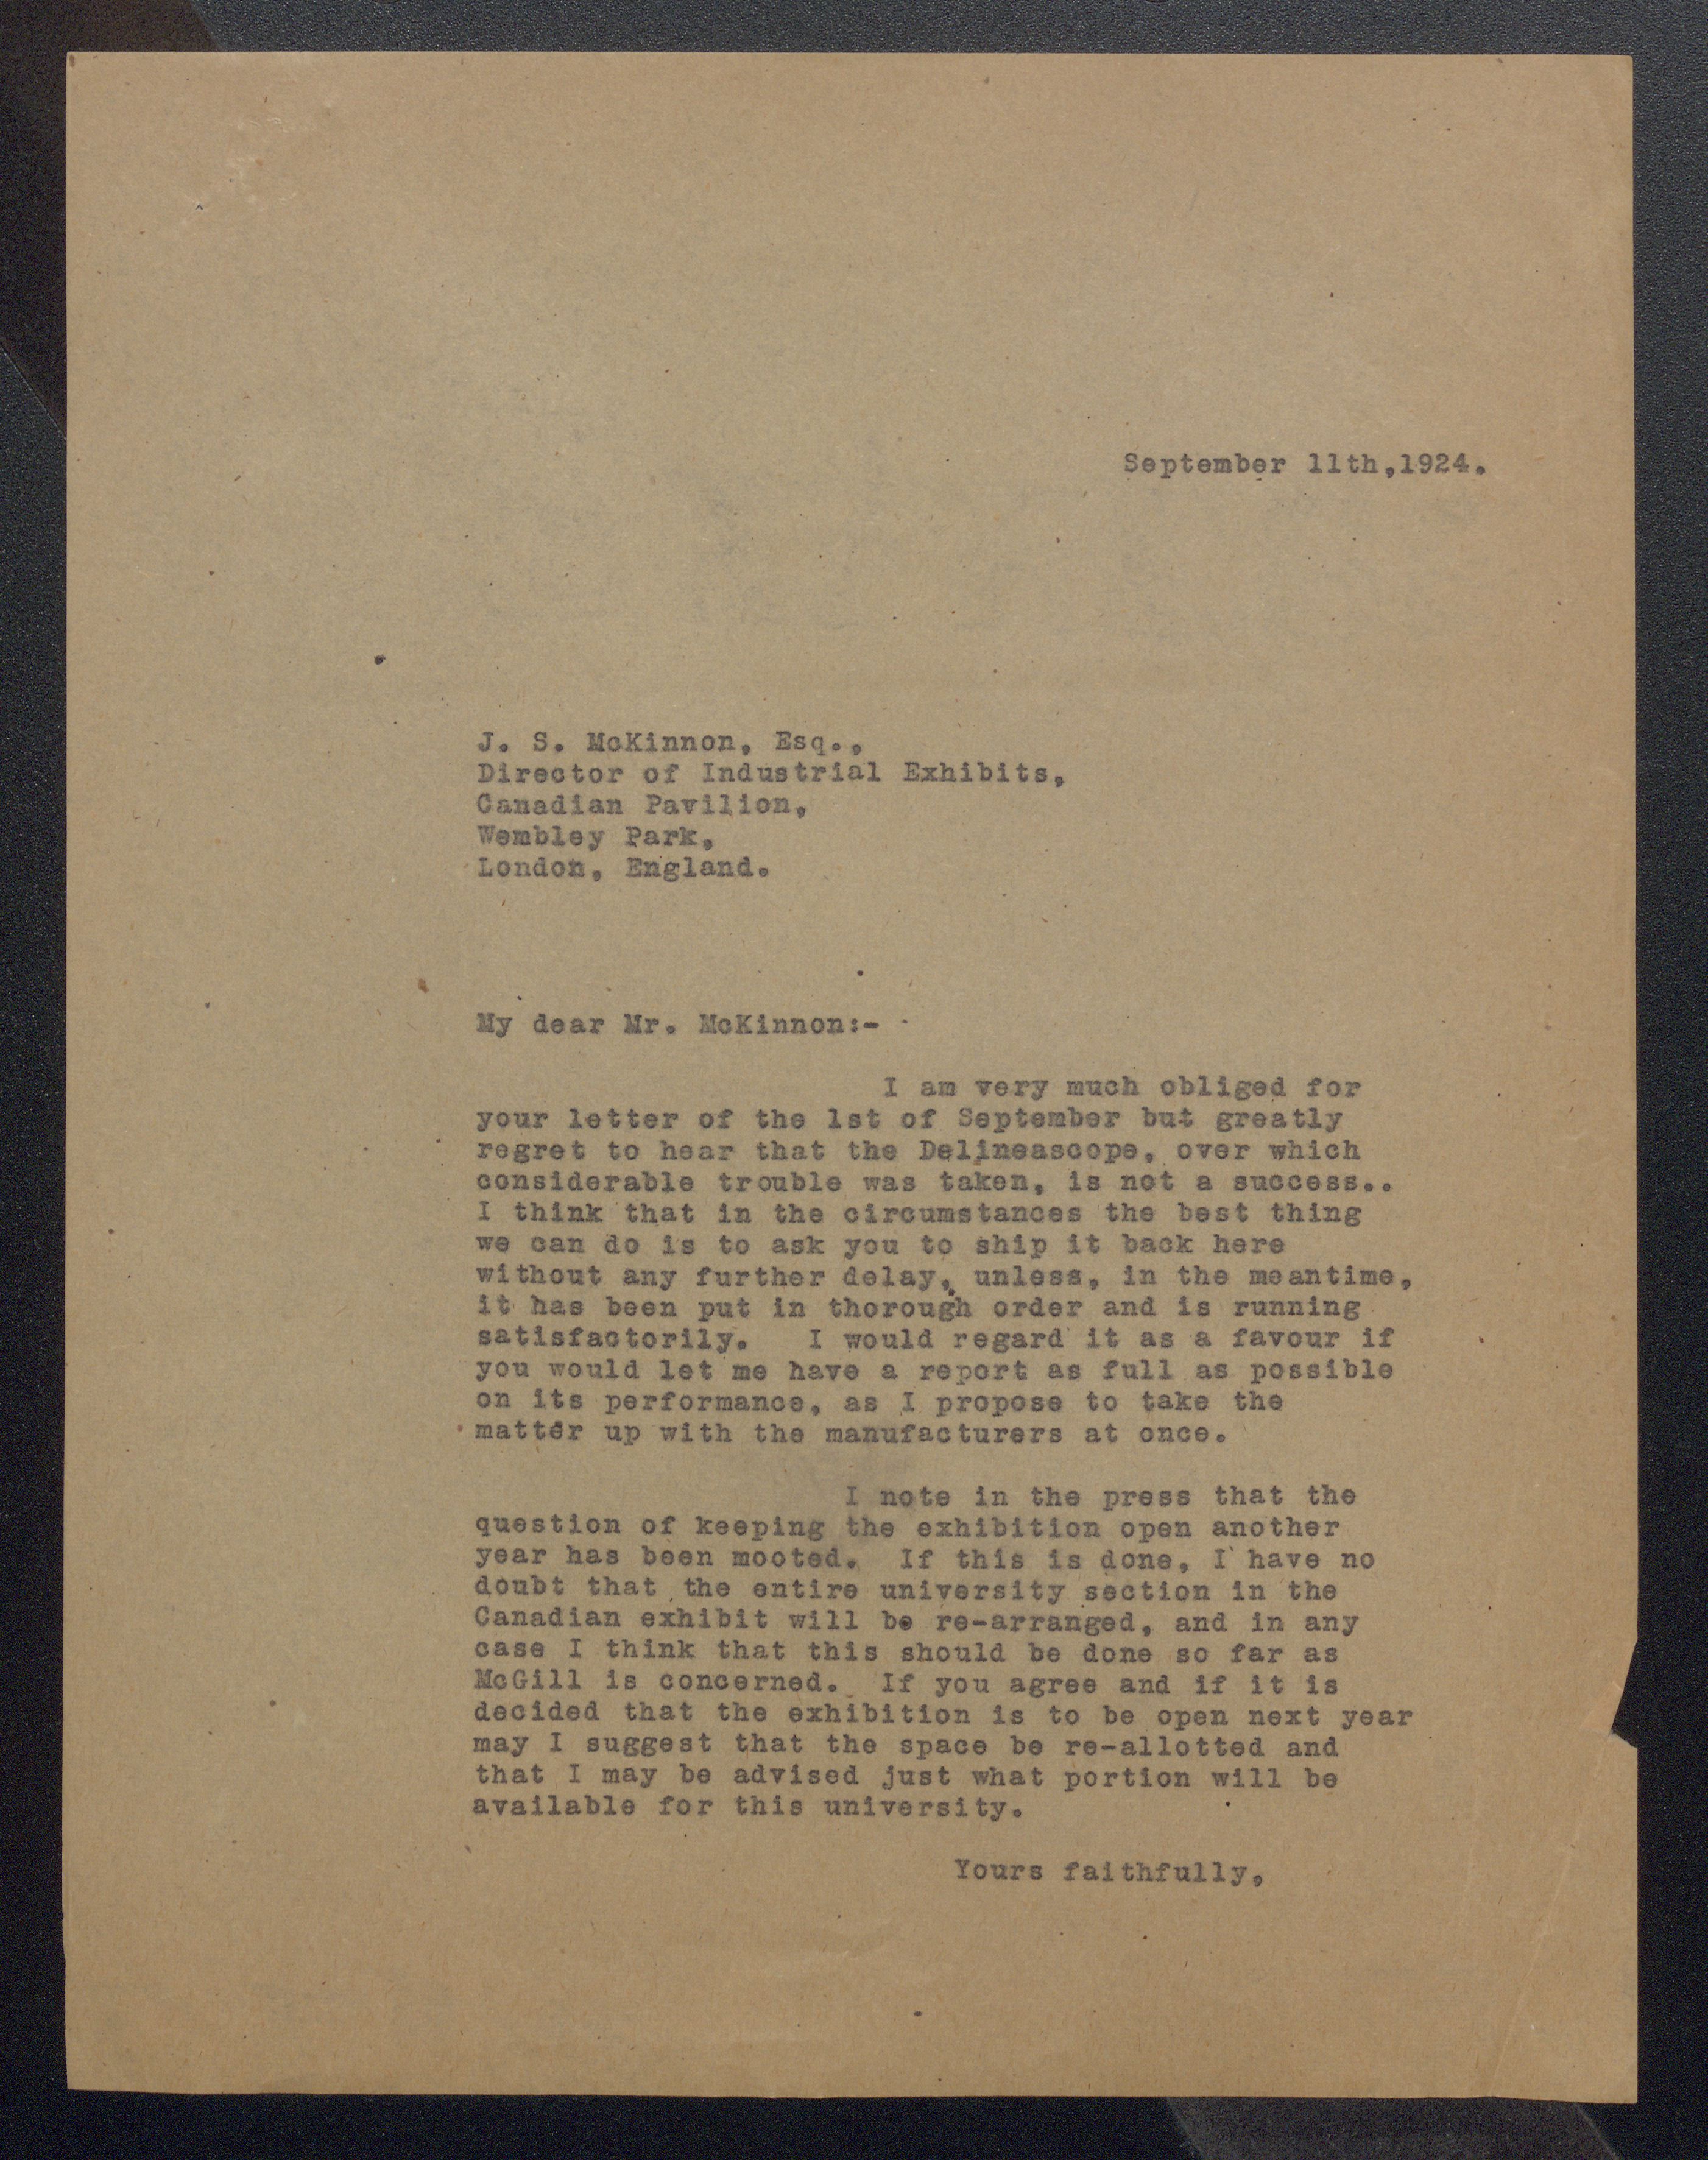 September 11th,1924.
J. S. McKinnon, Esq.,
Director of Industrial Exhibits,
Canadian Pavilion,
Wembley Park,
London, England.
My dear Mr. McKinnon:-
I am very much obliged for
your letter of the 1st of September but greatly
regret to hear that the Delineascope, over which
considerable trouble was taken, is not a success..
I think that in the circumstances the best thing
we can do is to ask you to ship it back here
without any further delay, unless, in the meantime,
it has been put in thorough order and is running
satisfactorily. I would regard it as a favour if
you would let me have a report as full as possible
on its performance, as I propose to take the
matter up with the manufacturers at once.
I note in the press that the
question of keeping the exhibition open another
year has been mooted. If this is done, I have no
doubt that the entire university section in the
Canadian exhibit will be re-arranged, and in any
case I think that this should be done so far as
McGill is concerned. If you agree and if it is
decided that the exhibition is to be open next year
may I suggest that the space be re-allotted and
that I may be advised just what portion will be
available for this university.
Yours faithfully,